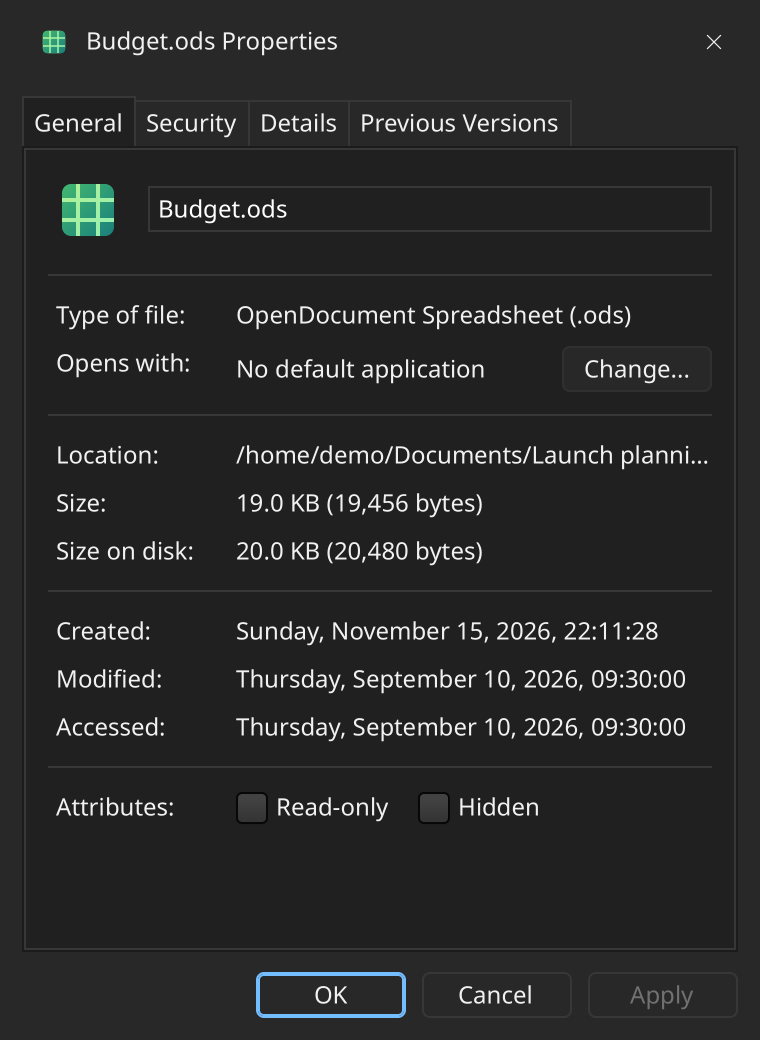 Budget.ods Properties
General Security Details Previous Versions
Budget.ods
Type of file: OpenDocument Spreadsheet (.ods)
Opens with: No default application Change...
Location: /home/demo/Documents/Launch planni...
Size: 19.0 KB (19,456 bytes)
Size on disk: 20.0 KB (20,480 bytes)
Created: Sunday, November 15, 2026, 22:11:28
Modified: Thursday, September 10, 2026, 09:30:00
Accessed: Thursday, September 10, 2026, 09:30:00
Attributes: Read-only Hidden
OK Cancel Apply